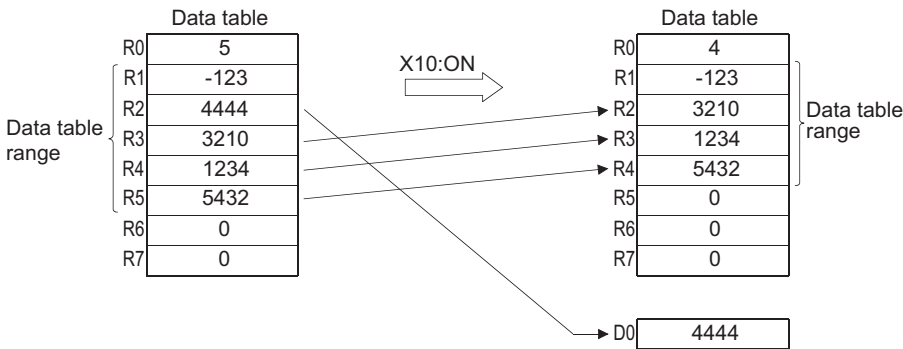 Data table
R0 5
R1 -123
R2 4444
R3 3210
R4 1234
R5 5432
R6 0
R7 0
Data table
range
X10:ON
Data table
R0 4
R1 -123
R2 3210
R3 1234
R4 5432
R5 0
R6 0
R7 0
Data table
range
D0 4444